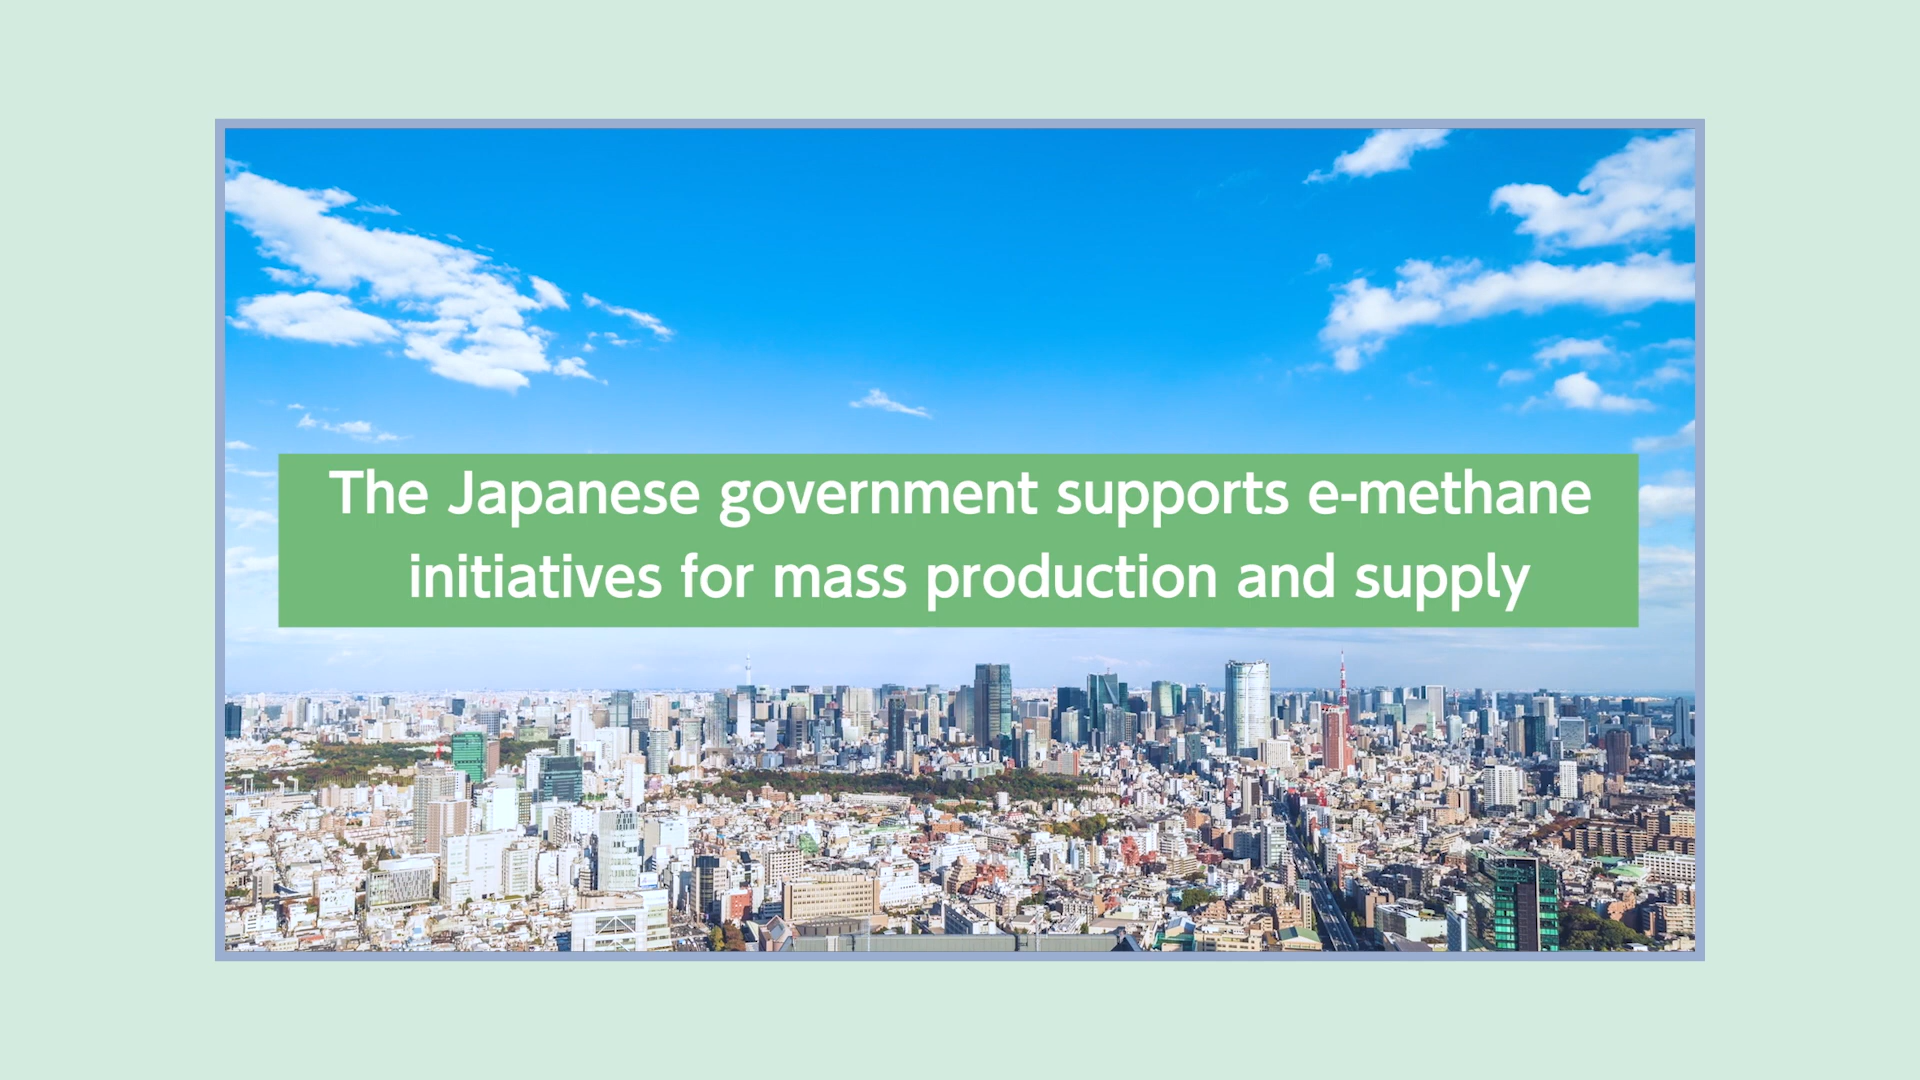 The Japanese government supports e-methane
initiatives for mass production and supply